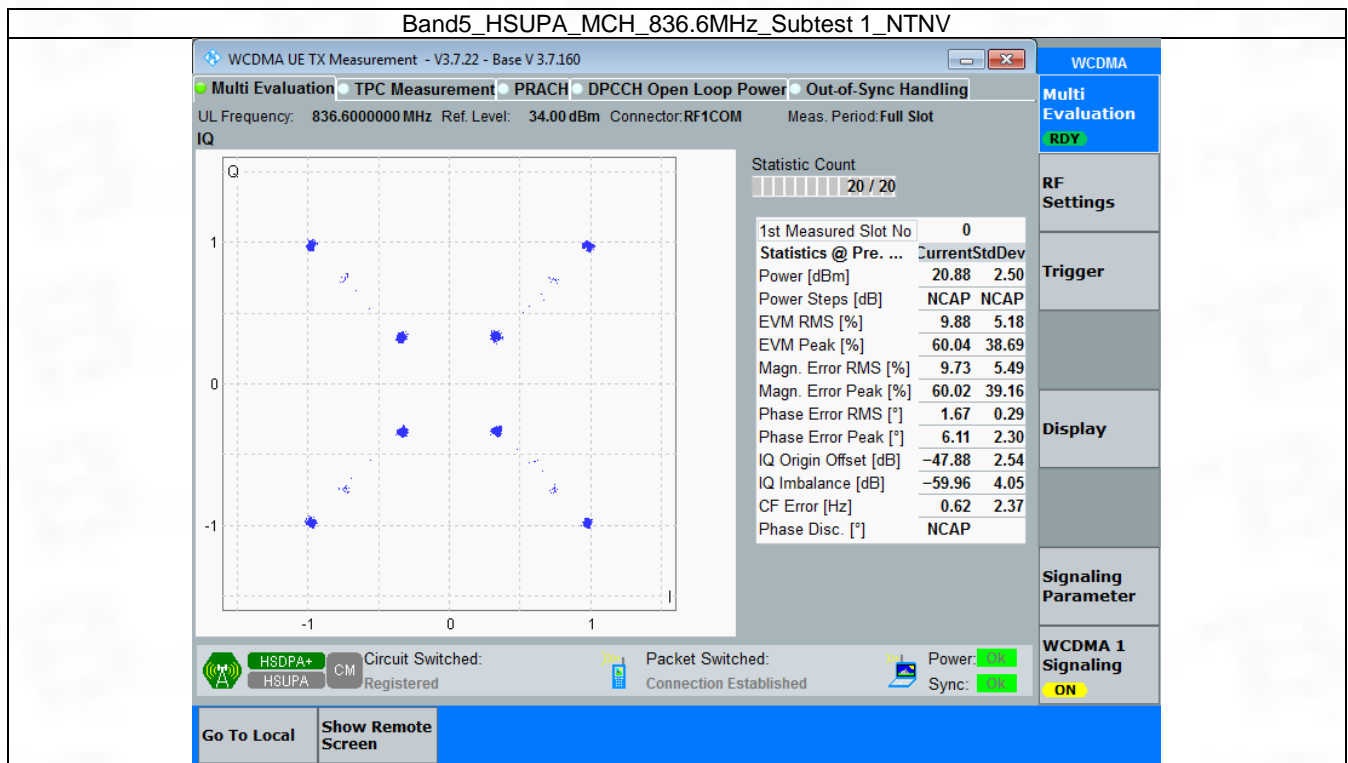 Band5_HSUPA_MCH_836.6MHz_Subtest 1_NTNV
WCDMA UE TX Measurement - V3.7.22 - Base V 3.7.160
WCDMA
Multi Evaluation TPC Measurement PRACH DPCCH Open Loop Power Out-of-Sync Handling
UL Frequency: 836.6000000 MHz Ref. Level: 34.00 dBm Connector: RF1COM Meas. Period: Full Slot
IQ
Q
1
0
-1
-1 0 1
I
Statistic Count
20 / 20
1st Measured Slot No 0
Statistics @ Pre. ... Current StdDev
Power [dBm] 20.88 2.50
Power Steps [dB] NCAP NCAP
EVM RMS [%] 9.88 5.18
EVM Peak [%] 60.04 38.69
Magn. Error RMS [%] 9.73 5.49
Magn. Error Peak [%] 60.02 39.16
Phase Error RMS [°] 1.67 0.29
Phase Error Peak [°] 6.11 2.30
IQ Origin Offset [dB] −47.88 2.54
IQ Imbalance [dB] −59.96 4.05
CF Error [Hz] 0.62 2.37
Phase Disc. [°] NCAP
Multi
Evaluation
RDY
RF
Settings
Trigger
Display
Signaling
Parameter
WCDMA 1
Signaling
ON
HSDPA+
HSUPA
CM
Circuit Switched:
Registered
Packet Switched:
Connection Established
Power: Ok
Sync: Ok
Go To Local
Show Remote
Screen